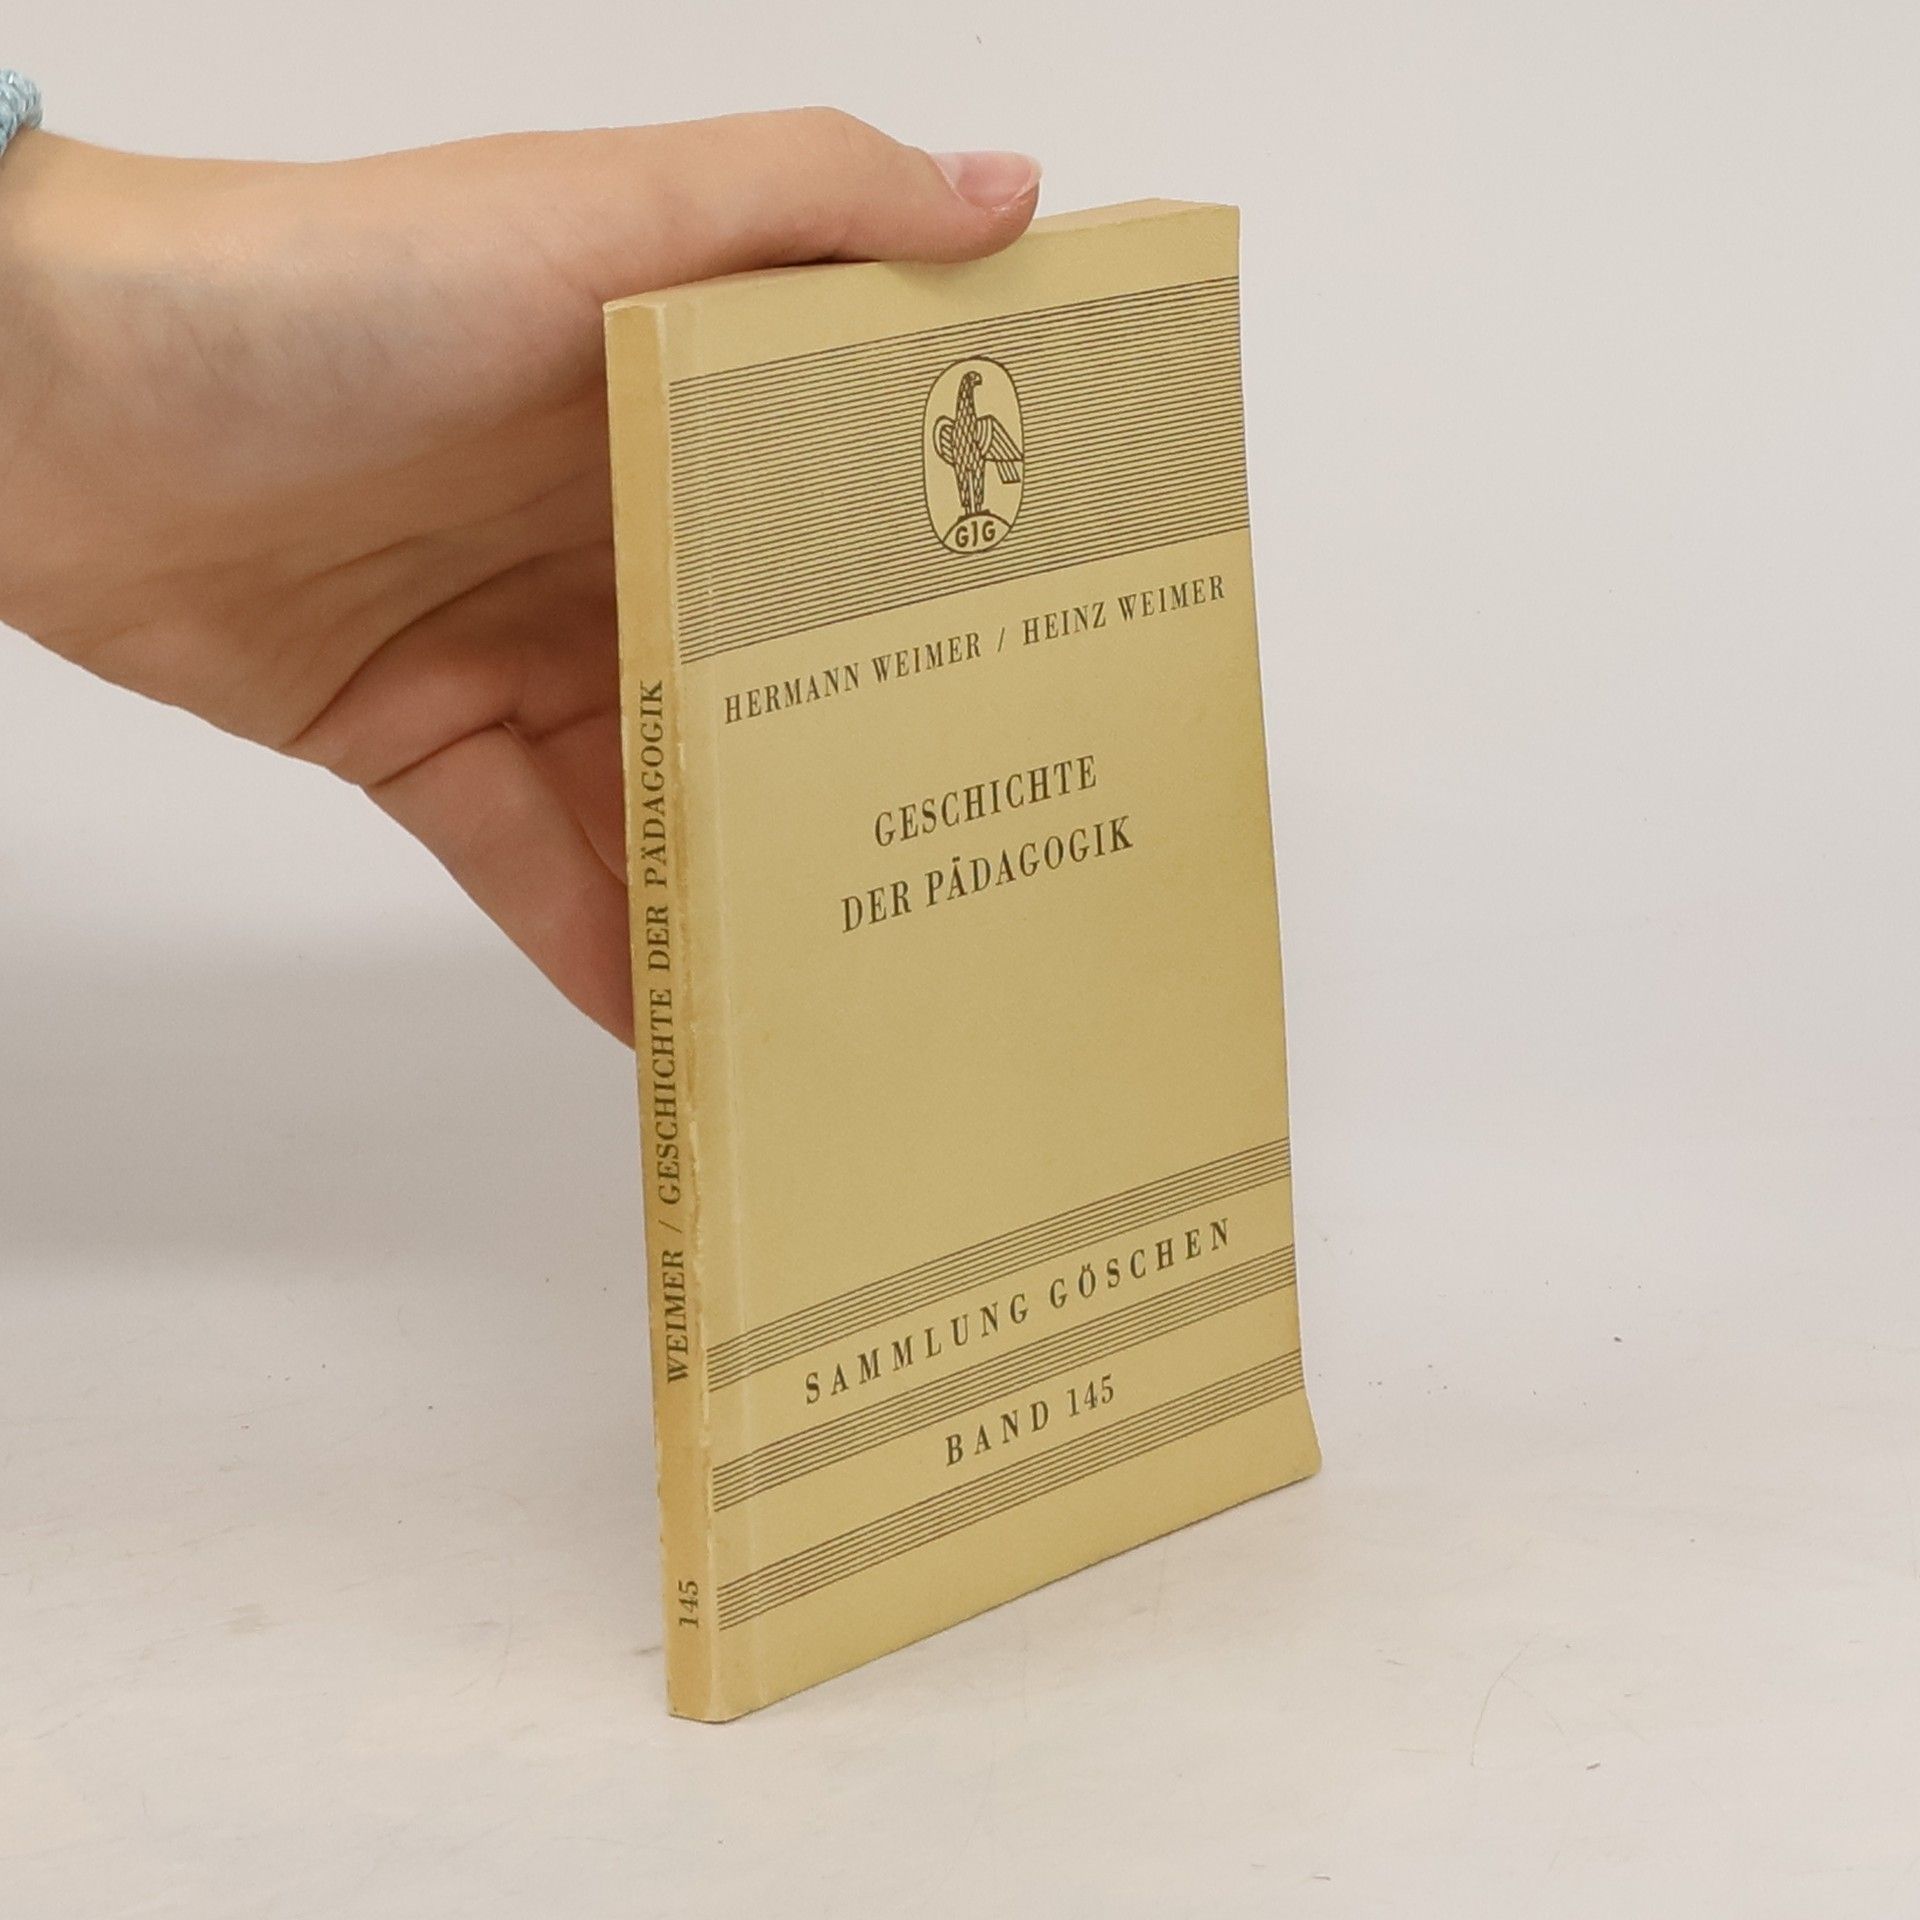 GJG
HERMANN WEIMER / HEINZ WEIMER
GESCHICHTE
DER PÄDAGOGIK
SAMMLUNG GÖSCHEN
BAND 145
WEIMER / GESCHICHTE DER PÄDAGOGIK
145